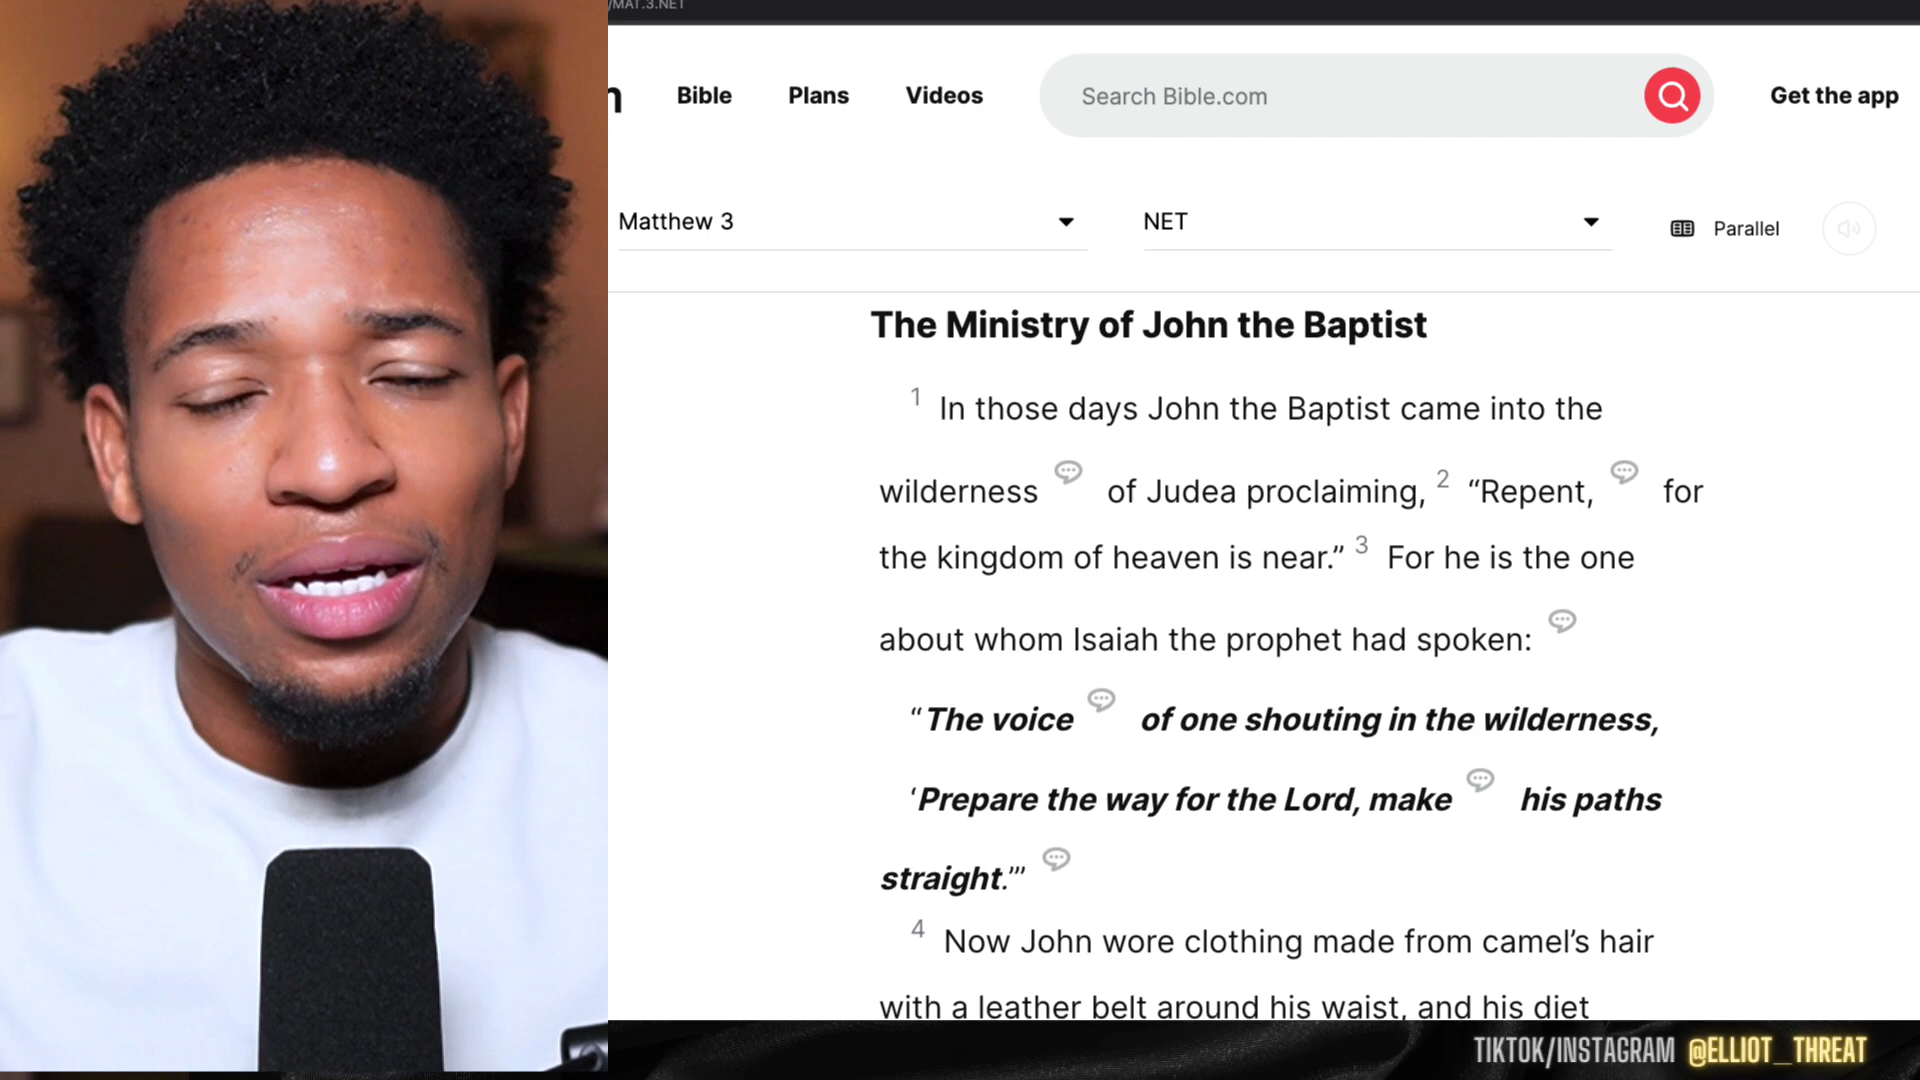 /MAT.3.NET
Bible Plans Videos Search Bible.com Get the app
Matthew 3 NET Parallel
The Ministry of John the Baptist
1 In those days John the Baptist came into the
wilderness of Judea proclaiming, 2 “Repent, for
the kingdom of heaven is near.” 3 For he is the one
about whom Isaiah the prophet had spoken:
“The voice of one shouting in the wilderness,
‘Prepare the way for the Lord, make his paths
straight.’”
4 Now John wore clothing made from camel’s hair
with a leather belt around his waist, and his diet
TIKTOK/INSTAGRAM @ELLIOT_THREAT